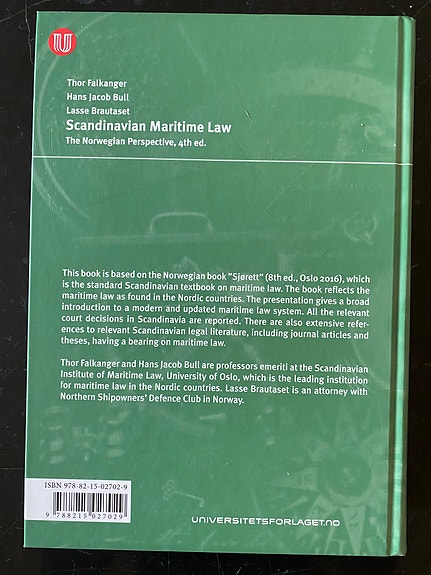 Thor Falkanger
Hans Jacob Bull
Lasse Brautaset
Scandinavian Maritime Law
The Norwegian Perspective, 4th ed.
This book is based on the Norwegian book "Sjørett" (8th ed., Oslo 2016), which
is the standard Scandinavian textbook on maritime law. The book reflects the
maritime law as found in the Nordic countries. The presentation gives a broad
introduction to a modern and updated maritime law system. All the relevant
court decisions in Scandinavia are reported. There are also extensive refer-
ences to relevant Scandinavian legal literature, including journal articles and
theses, having a bearing on maritime law.
Thor Falkanger and Hans Jacob Bull are professors emeriti at the Scandinavian
Institute of Maritime Law, University of Oslo, which is the leading institution
for maritime law in the Nordic countries. Lasse Brautaset is an attorney with
Northern Shipowners' Defence Club in Norway.
ISBN 978-82-15-02702-9
9 788215 027029
UNIVERSITETSFORLAGET.NO